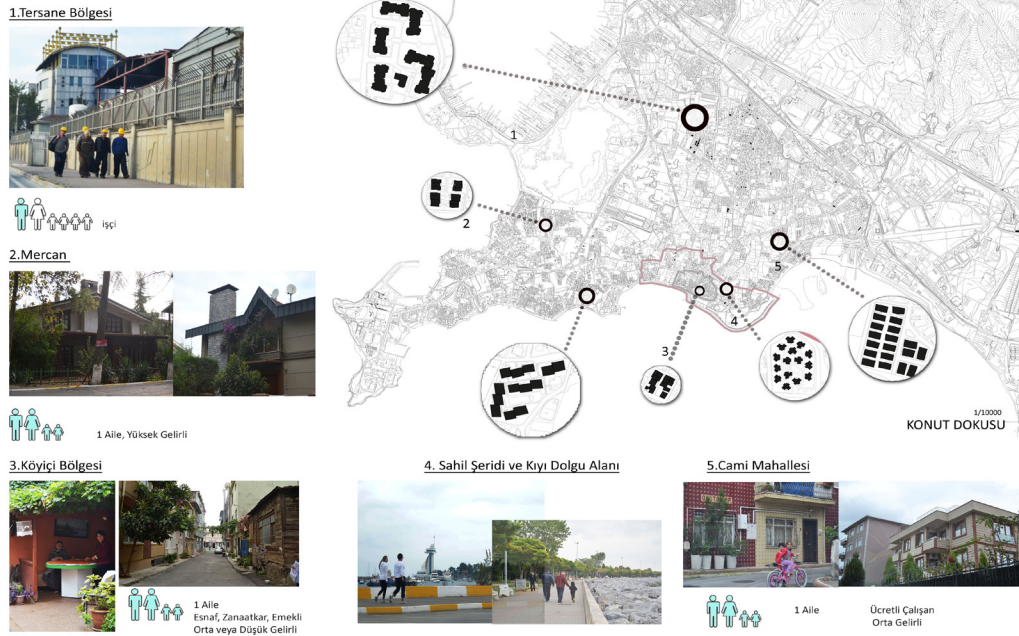 1.Tersane Bölgesi
işçi
2.Mercan
1 Aile, Yüksek Gelirli
1
2
3
4
5
1/10000
KONUT DOKUSU
3.Köyiçi Bölgesi
1 Aile
Esnaf, Zanaatkar, Emekli
Orta veya Düşük Gelirli
4. Sahil Şeridi ve Kıyı Dolgu Alanı
5.Cami Mahallesi
1 Aile
Ücretli Çalışan
Orta Gelirli